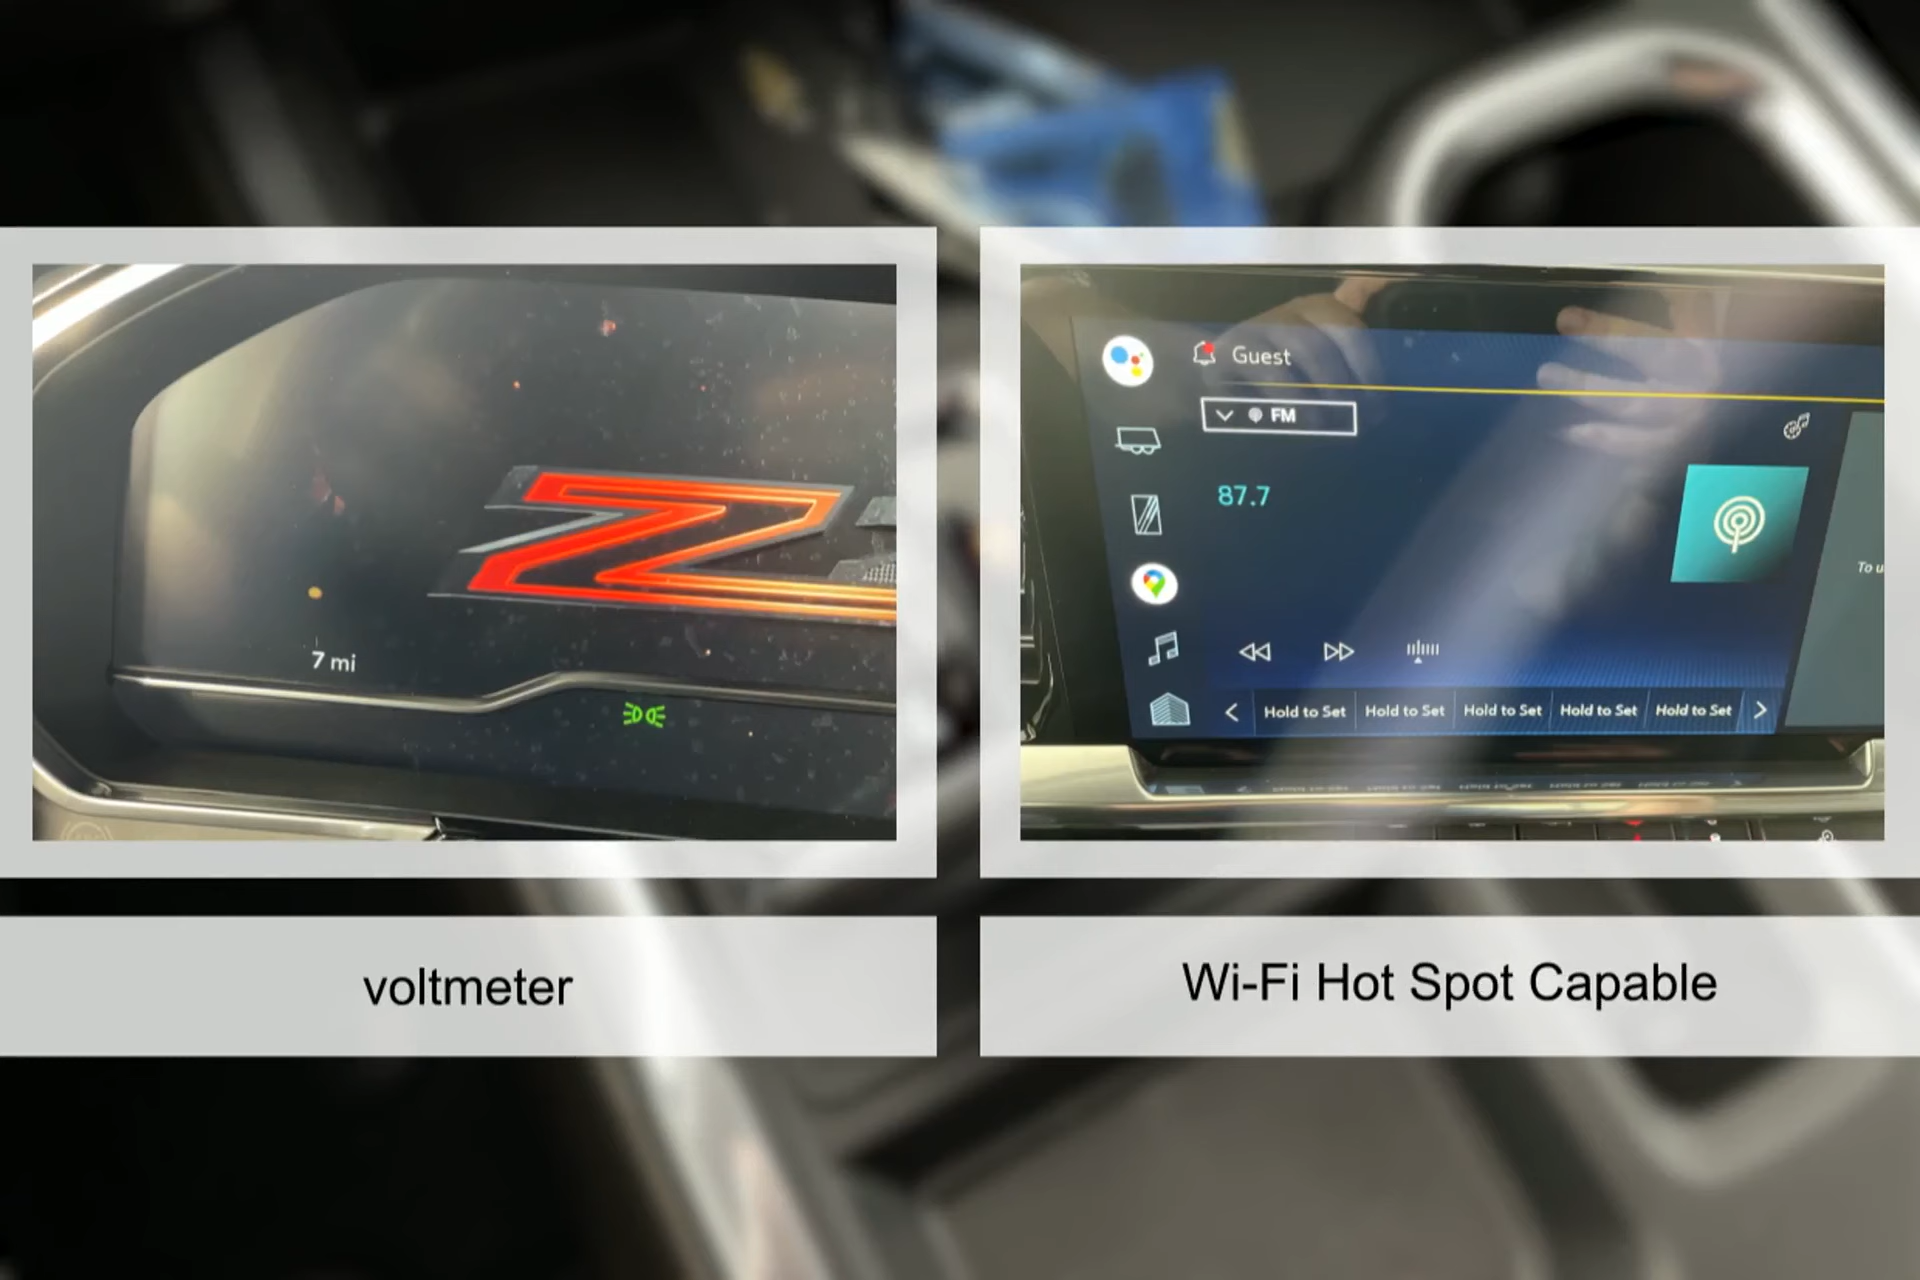 Z
7 mi
voltmeter
Guest
FM
87.7
To u
Hold to Set
Hold to Set
Hold to Set
Hold to Set
Hold to Set
Wi-Fi Hot Spot Capable